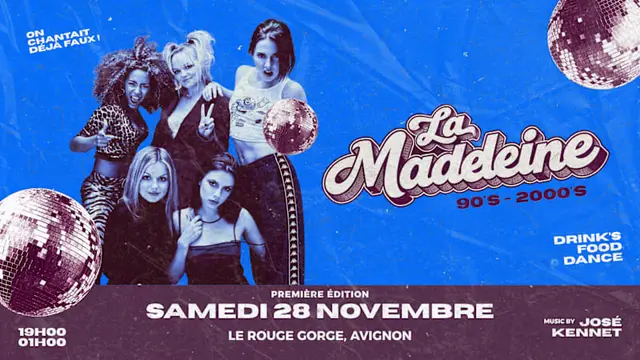 ON
CHANTAIT
DÉJÀ FAUX !
La
Madeleine
90'S - 2000'S
DRINK'S
FOOD
DANCE
PREMIÈRE ÉDITION
SAMEDI 28 NOVEMBRE
LE ROUGE GORGE, AVIGNON
19H00
01H00
MUSIC BY JOSÉ
KENNET